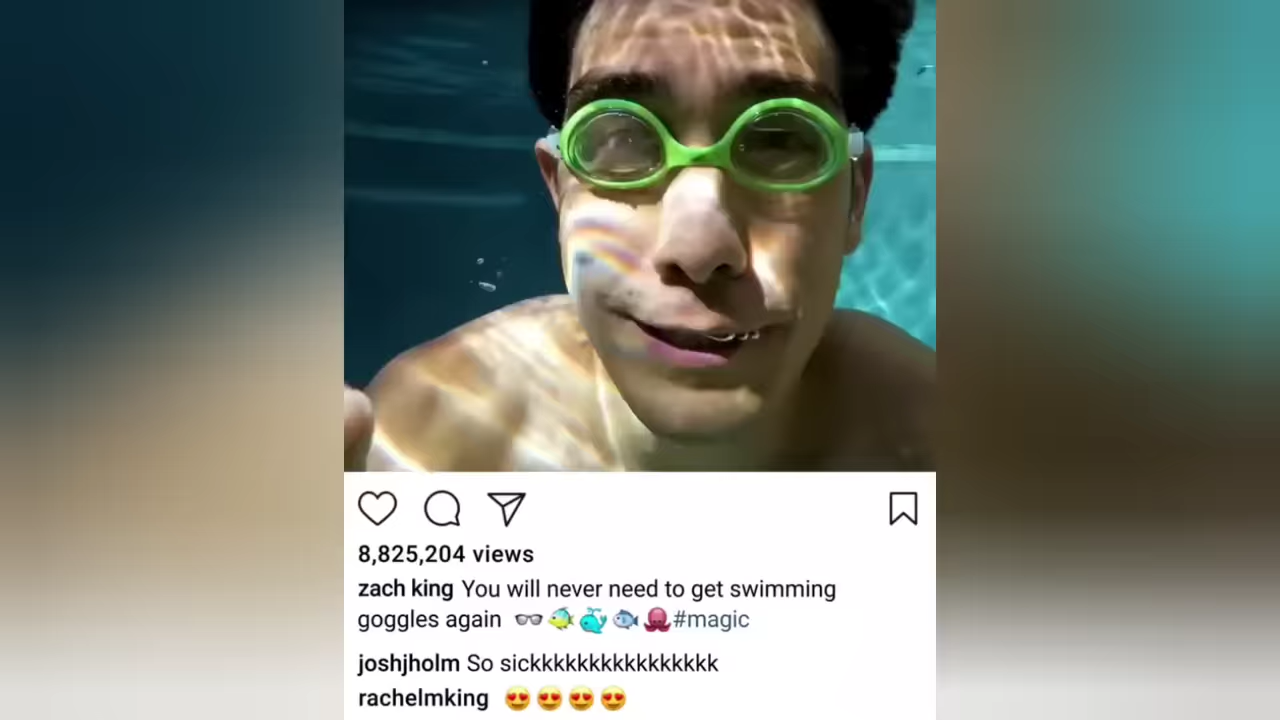 8,825,204 views
zach king You will never need to get swimming
goggles again 👓🐠🐳🐟🐙#magic
joshjholm So sickkkkkkkkkkkkkkkk
rachelmking 😍😍😍😍